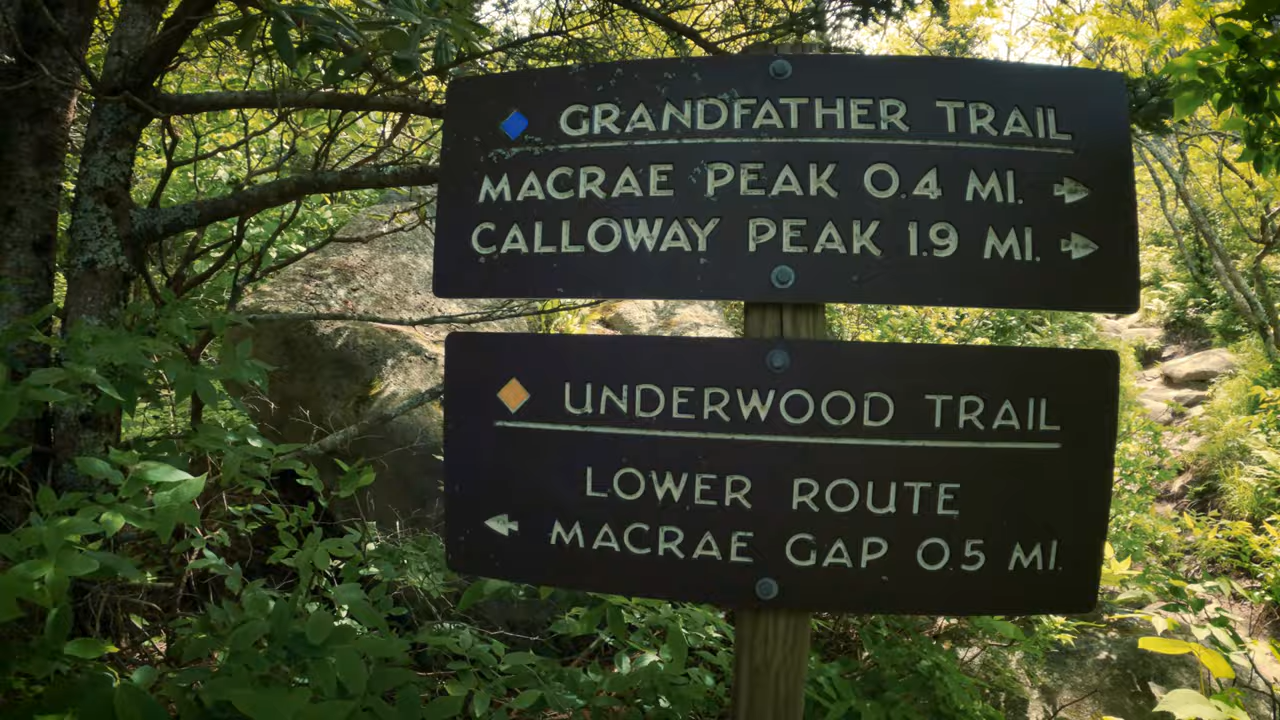 GRANDFATHER TRAIL
MACRAE PEAK 0.4 MI.
CALLOWAY PEAK 1.9 MI.
UNDERWOOD TRAIL
LOWER ROUTE
MACRAE GAP 0.5 MI.